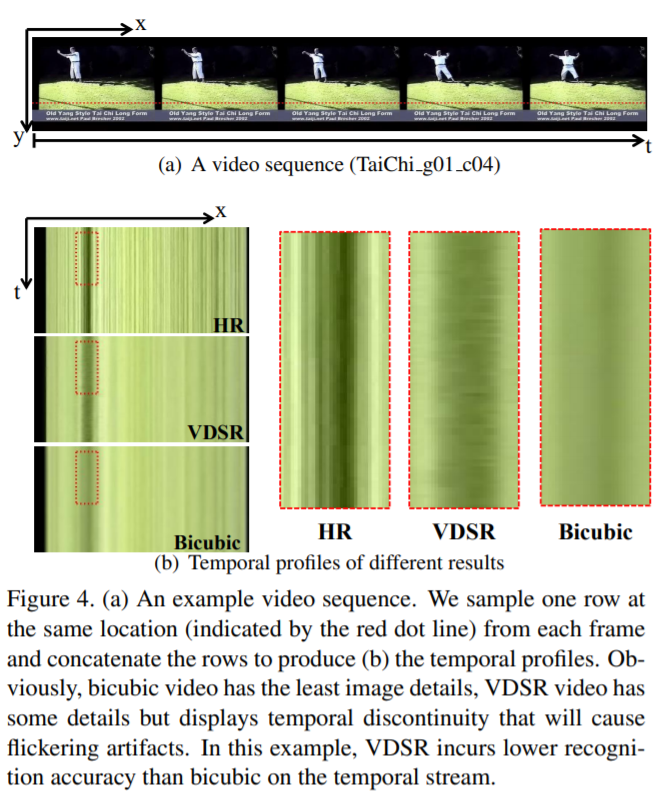 x
Old Yang Style Tai Chi Long Form Old Yang Style Tai Chi Long Form Old Yang Style Tai Chi Long Form Old Yang Style Tai Chi Long Form Old Yang Style Tai Chi Long Form
www.taiji.net Paul Brecher 2002 www.taiji.net Paul Brecher 2002 www.taiji.net Paul Brecher 2002 www.taiji.net Paul Brecher 2002 www.taiji.net Paul Brecher 2002
y
t
(a) A video sequence (TaiChi_g01_c04)
x
t
HR
VDSR
Bicubic
HR VDSR Bicubic
(b) Temporal profiles of different results
Figure 4. (a) An example video sequence. We sample one row at
the same location (indicated by the red dot line) from each frame
and concatenate the rows to produce (b) the temporal profiles. Ob-
viously, bicubic video has the least image details, VDSR video has
some details but displays temporal discontinuity that will cause
flickering artifacts. In this example, VDSR incurs lower recogni-
tion accuracy than bicubic on the temporal stream.